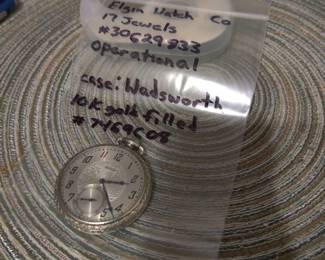 Elgin Watch Co
17 Jewels
#30629833
Operational
case: Wadsworth
10k gold filled
#7469608